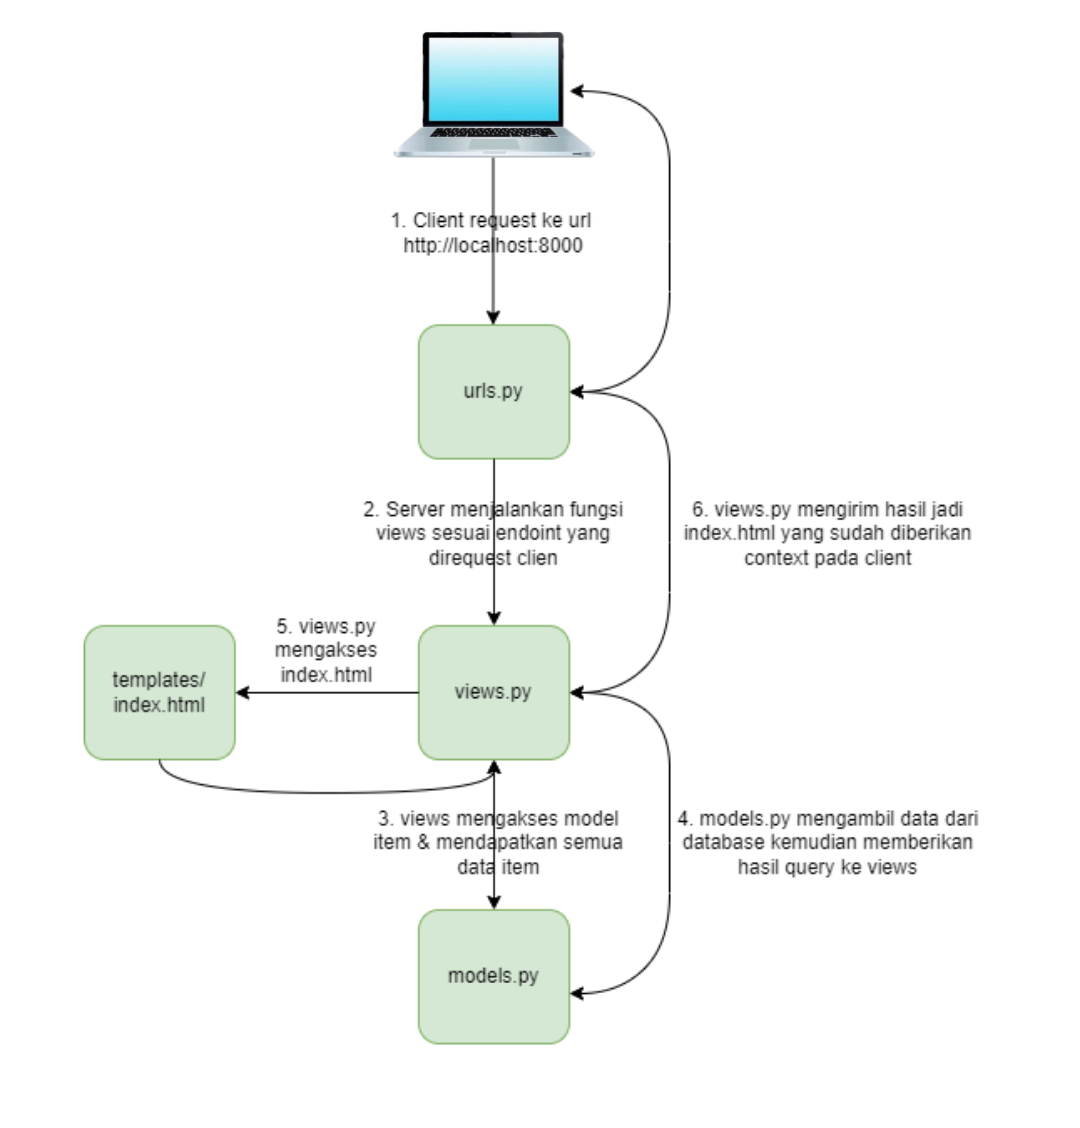 1. Client request ke url
http://localhost:8000
urls.py
2. Server menjalankan fungsi
views sesuai endoint yang
direquest clien
6. views.py mengirim hasil jadi
index.html yang sudah diberikan
context pada client
5. views.py
mengakses
index.html
templates/
index.html
views.py
3. views mengakses model
item & mendapatkan semua
data item
4. models.py mengambil data dari
database kemudian memberikan
hasil query ke views
models.py